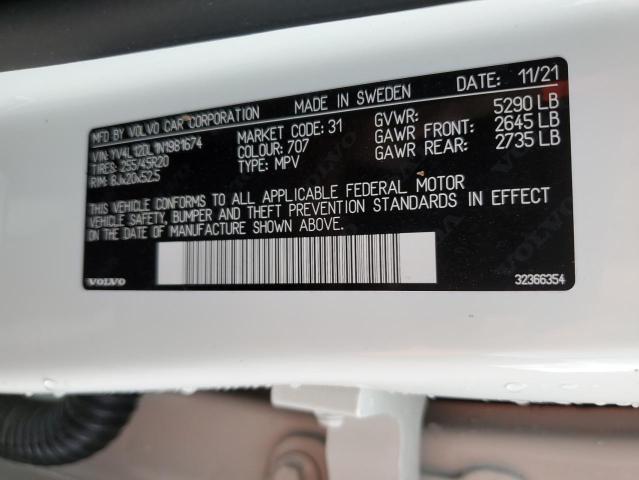 MFD BY VOLVO CAR CORPORATION MADE IN SWEDEN DATE: 11/21
VIN: YV4L12DL1N1981674 MARKET CODE: 31 GVWR: 5290 LB
TIRES: 255/45R20 COLOUR: 707 GAWR FRONT: 2645 LB
RIM: 8Jx20x52.5 TYPE: MPV GAWR REAR: 2735 LB
THIS VEHICLE CONFORMS TO ALL APPLICABLE FEDERAL MOTOR
VEHICLE SAFETY, BUMPER AND THEFT PREVENTION STANDARDS IN EFFECT
ON THE DATE OF MANUFACTURE SHOWN ABOVE.
VOLVO 32366354